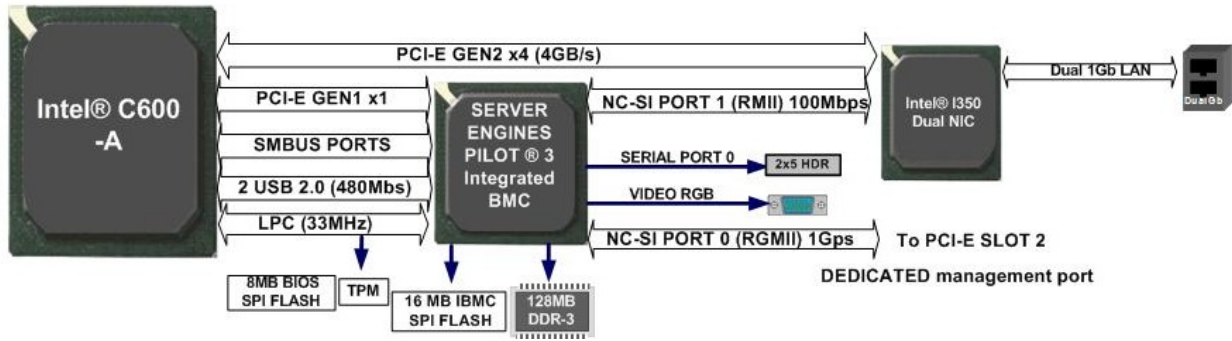 PCI-E GEN2 x4 (4GB/s)
Dual 1Gb LAN
Dual Gb
Intel® C600
-A
PCI-E GEN1 x1
SMBUS PORTS
2 USB 2.0 (480Mbs)
LPC (33MHz)
SERVER
ENGINES
PILOT ® 3
Integrated
BMC
NC-SI PORT 1 (RMII) 100Mbps
Intel® I350
Dual NIC
SERIAL PORT 0
2x5 HDR
VIDEO RGB
NC-SI PORT 0 (RGMII) 1Gps
To PCI-E SLOT 2
DEDICATED management port
8MB BIOS
SPI FLASH
TPM
16 MB IBMC
SPI FLASH
128MB
DDR-3